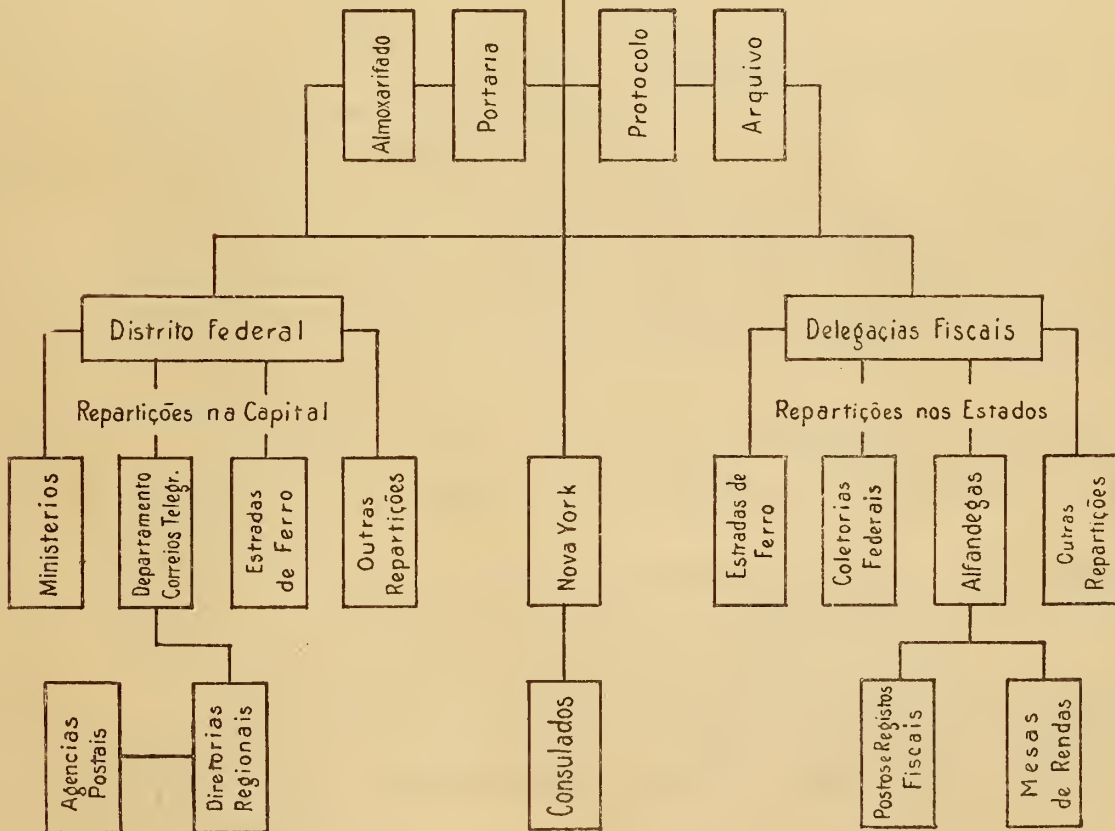 Almoxarifado
Portaria
Protocolo
Arquivo
Distrito Federal
Delegaçias Fiscais
Repartições na Capital
Repartições nos Estados
Ministerios
Departamento
Correios Telegr.
Estradas
de Ferro
Outras
Repartições
Nova York
Estradas de
Ferro
Coletorias
Federais
Alfandegas
Outras
Repartições
Agencias
Postais
Diretorias
Regionais
Consulados
Postos e Registos
Fiscais
Mesas
de Rendas